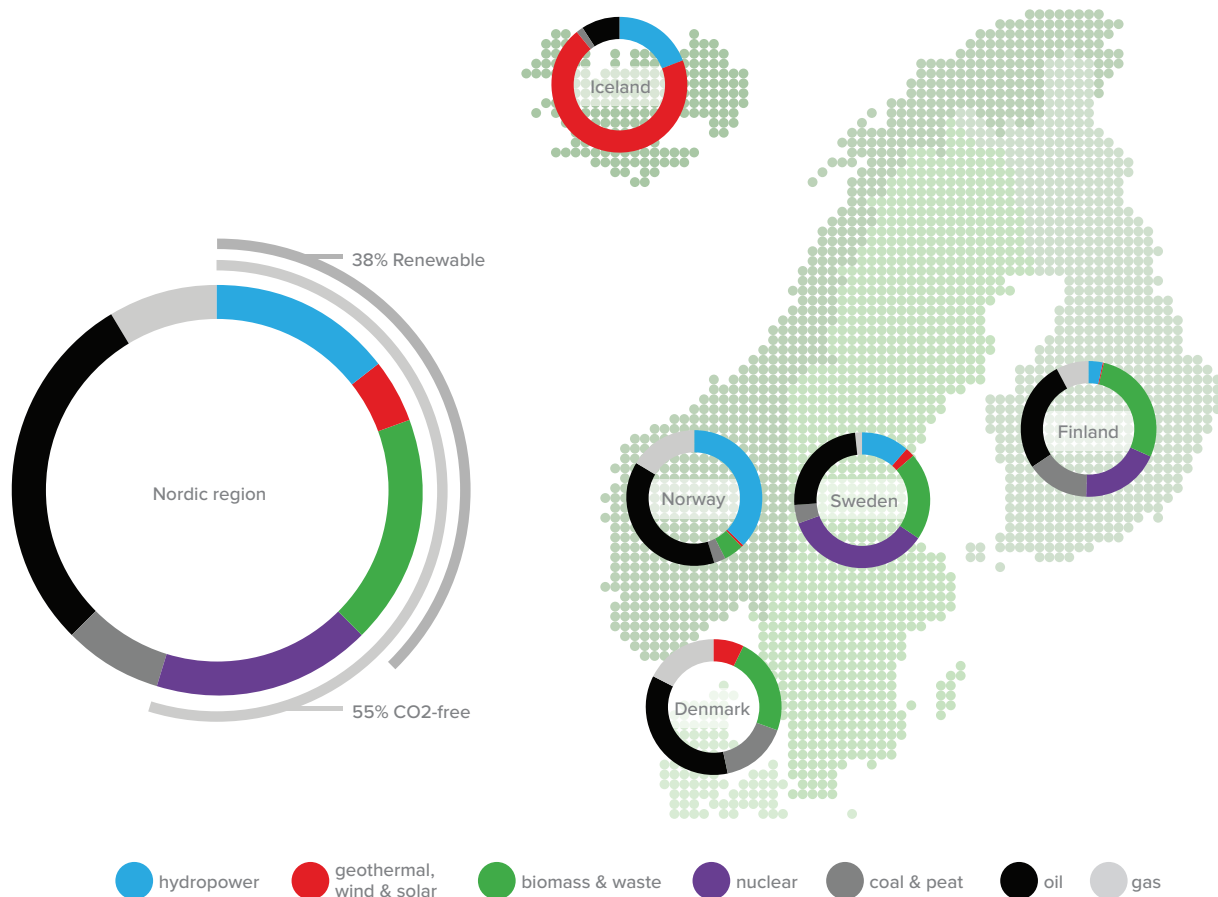 Iceland
38% Renewable
Finland
Nordic region
Norway
Sweden
Denmark
55% CO2-free
hydropower
geothermal,
wind & solar
biomass & waste
nuclear
coal & peat
oil
gas